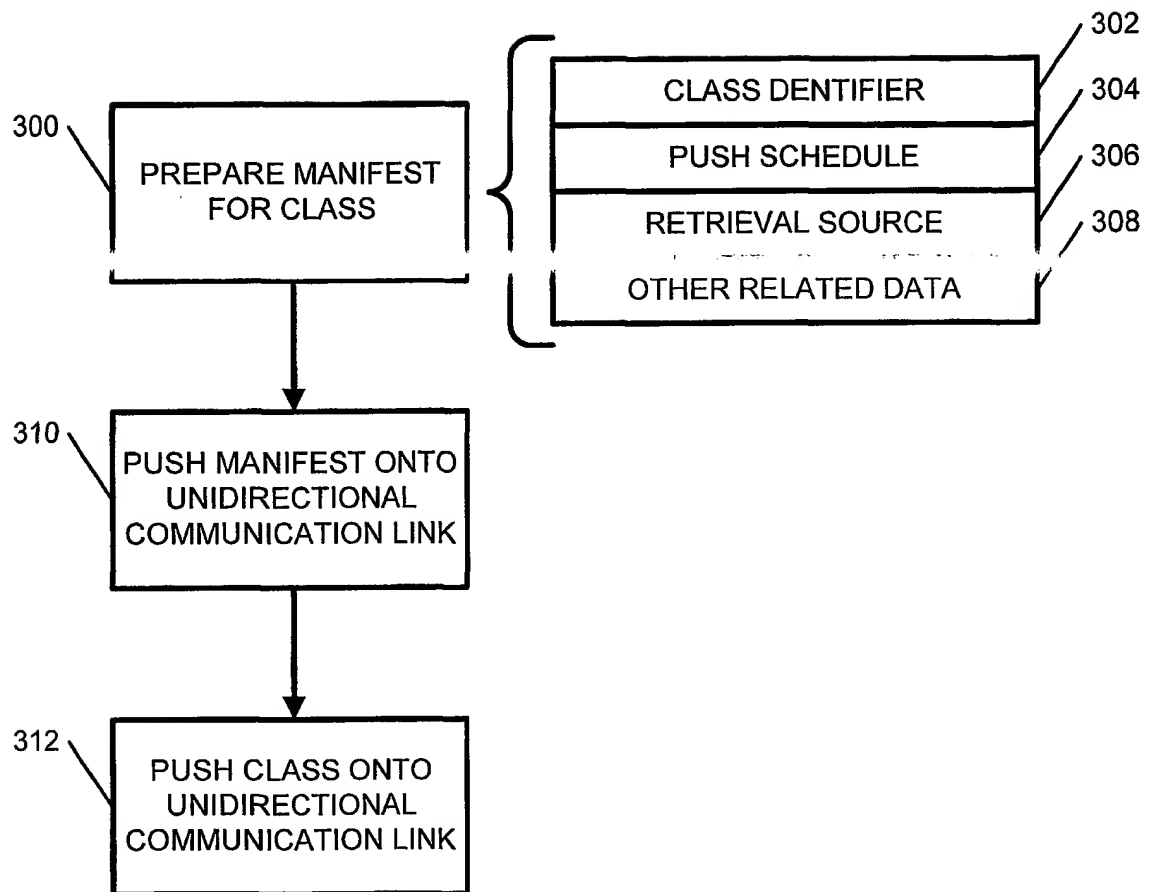 302
CLASS DENTIFIER
304
300
PREPARE MANIFEST
FOR CLASS
PUSH SCHEDULE
306
RETRIEVAL SOURCE
308
OTHER RELATED DATA
310
PUSH MANIFEST ONTO
UNIDIRECTIONAL
COMMUNICATION LINK
312
PUSH CLASS ONTO
UNIDIRECTIONAL
COMMUNICATION LINK